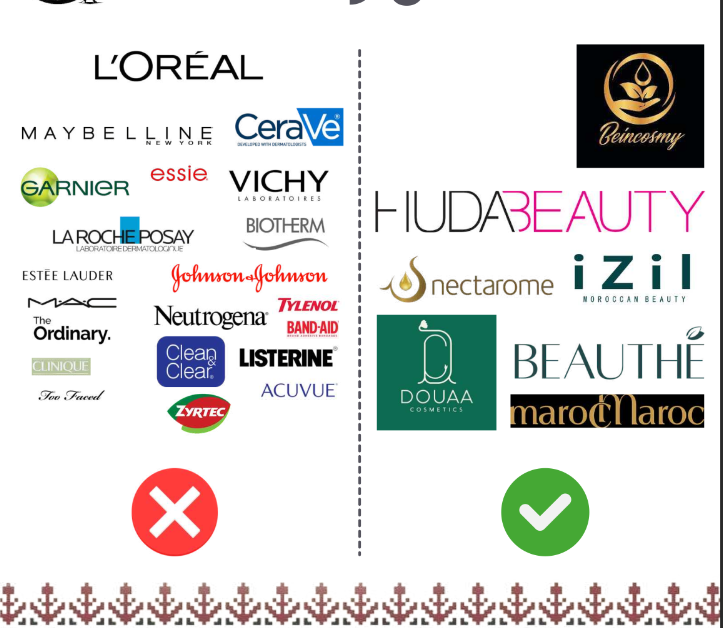 L'ORÉAL
MAYBELLINE
NEW YORK
CeraVe
DEVELOPED WITH DERMATOLOGISTS
GARNIER
essie
VICHY
LABORATOIRES
LA ROCHE POSAY
LABORATOIRE DERMATOLOGIQUE
BIOTHERM
ESTĒE LAUDER
Johnson & Johnson
MAC
The
Ordinary.
Neutrogena®
TYLENOL
BAND-AID
CLINIQUE
Clean &
Clear®
LISTERINE®
Too Faced
ACUVUE®
ZYRTEC
Beincosmy
HUDABEAUTY
nectarome
izil
MOROCCAN BEAUTY
DOUAA
COSMETICS
BEAUTHÉ
marocMaroc